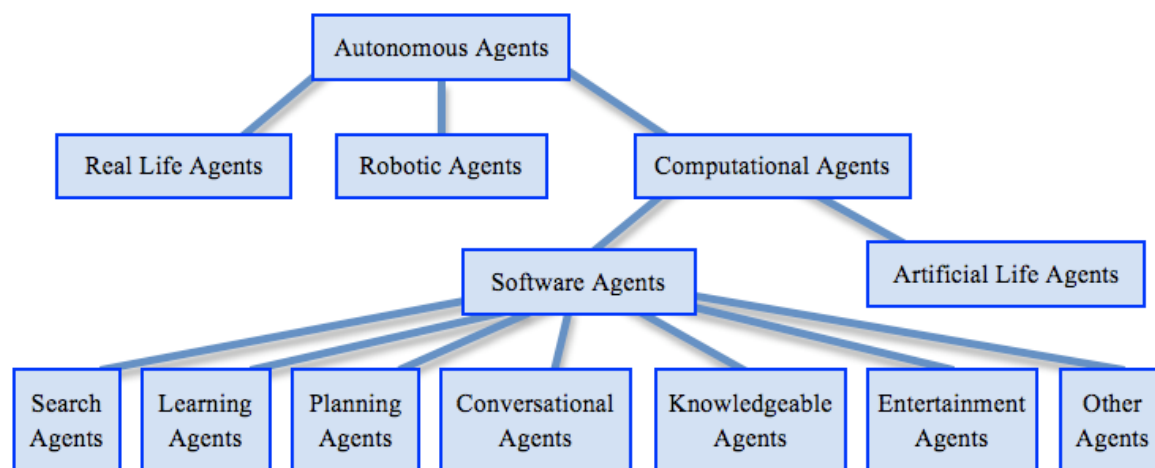 Autonomous Agents
Real Life Agents
Robotic Agents
Computational Agents
Artificial Life Agents
Software Agents
Search
Agents
Learning
Agents
Planning
Agents
Conversational
Agents
Knowledgeable
Agents
Entertainment
Agents
Other
Agents